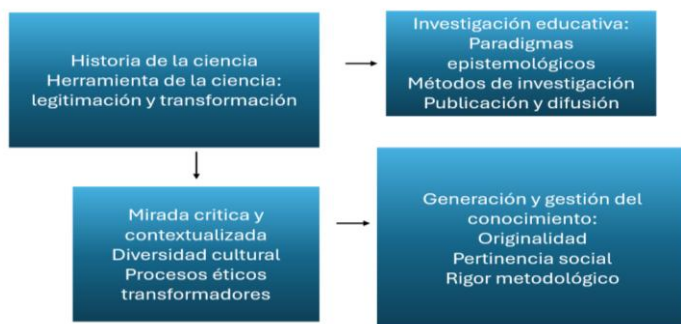 Historia de la ciencia
Herramienta de la ciencia:
legitimación y transformación
Investigación educativa:
Paradigmas
epistemológicos
Métodos de investigación
Publicación y difusión
Mirada critica y
contextualizada
Diversidad cultural
Procesos éticos
transformadores
Generación y gestión del
conocimiento:
Originalidad
Pertinencia social
Rigor metodológico